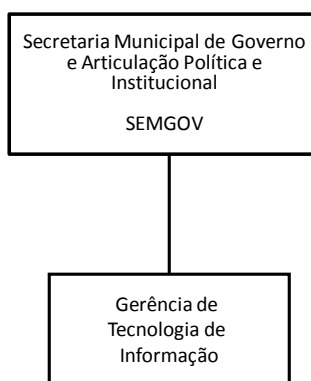 Secretaria Municipal de Governo
e Articulação Política e
Institucional
SEMGOV
Gerência de
Tecnologia de
Informação